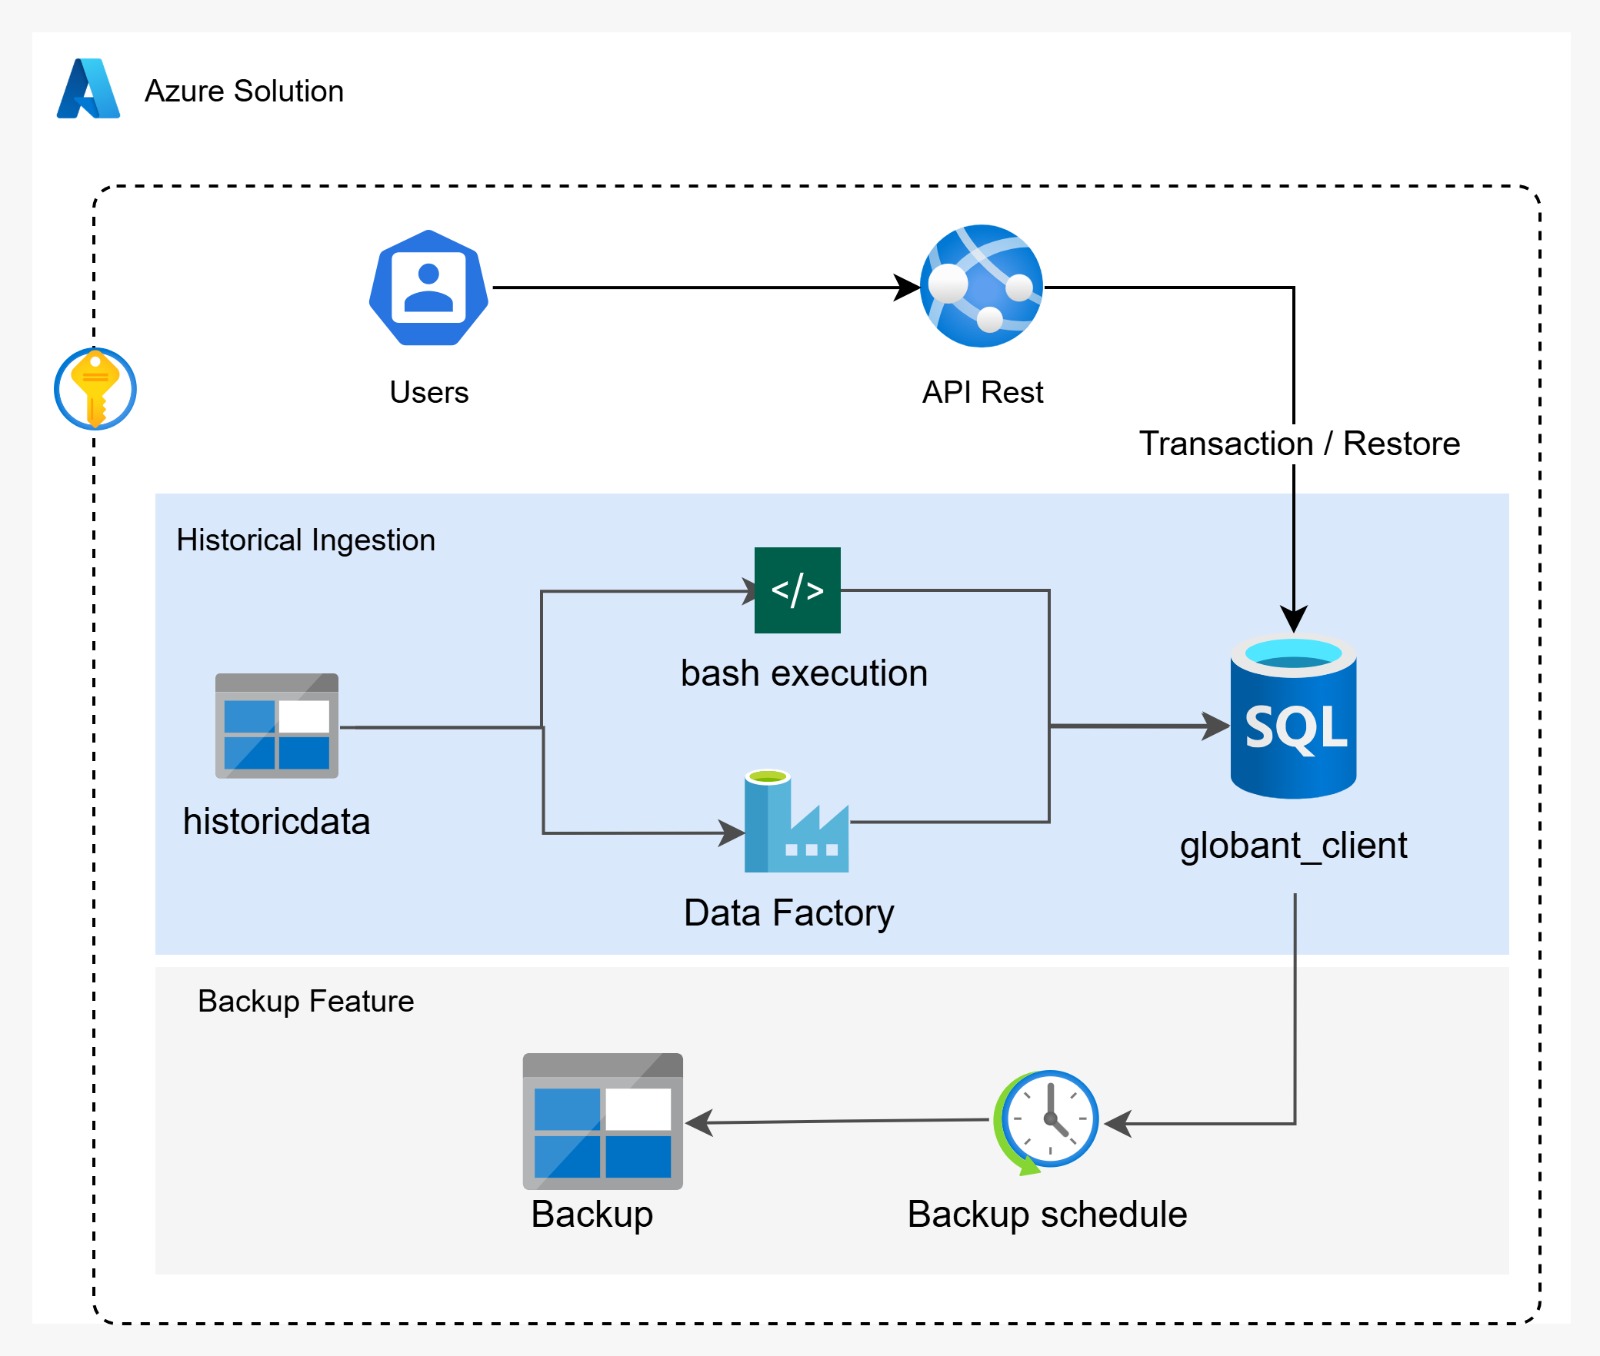 Azure Solution
Users
API Rest
Transaction / Restore
Historical Ingestion
</>
bash execution
historicdata
SQL
globant_client
Data Factory
Backup Feature
Backup
Backup schedule